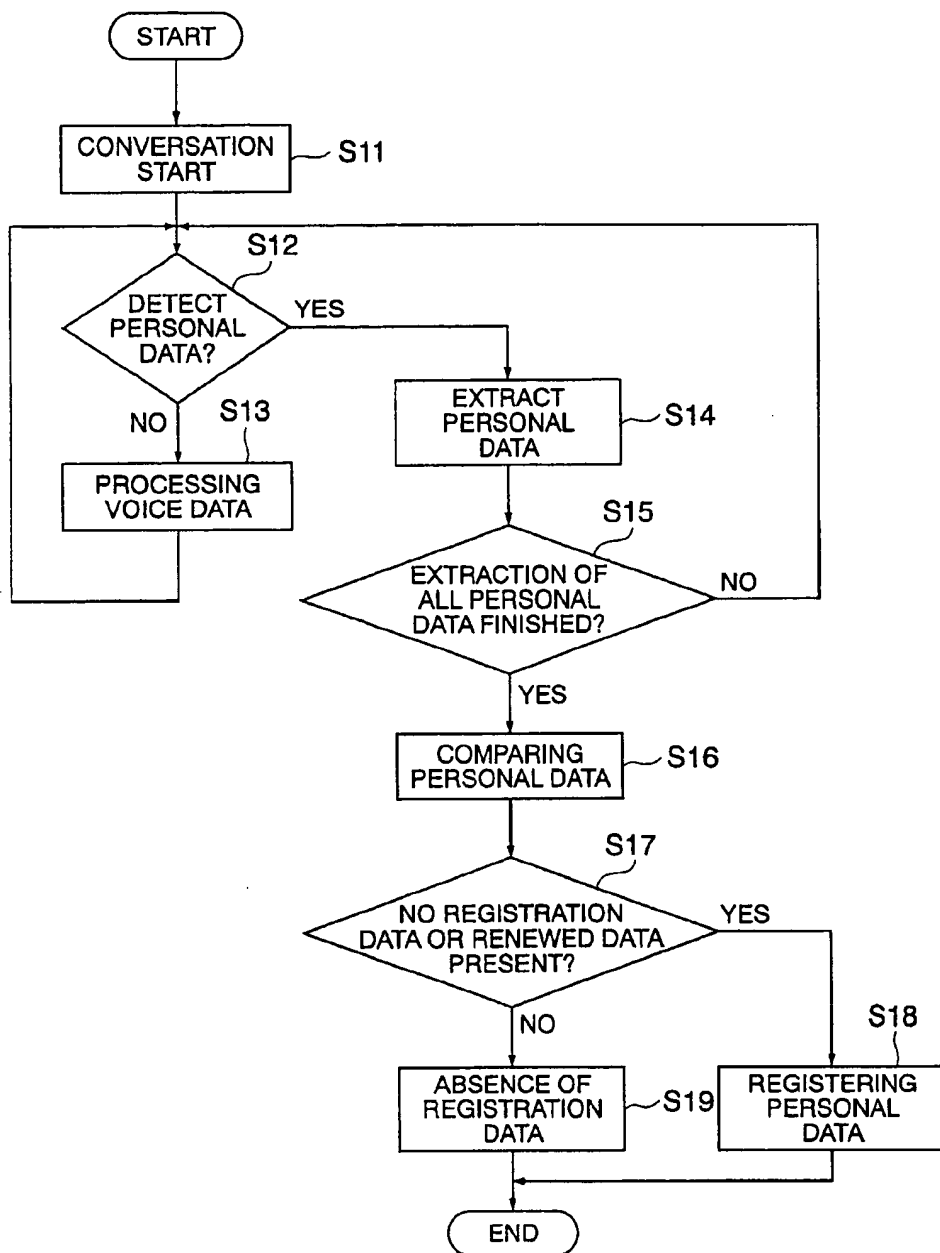 START
CONVERSATION
START
S11
S12
DETECT
PERSONAL
DATA?
YES
NO
S13
PROCESSING
VOICE DATA
EXTRACT
PERSONAL
DATA
S14
S15
EXTRACTION OF
ALL PERSONAL
DATA FINISHED?
NO
YES
COMPARING
PERSONAL DATA
S16
S17
NO REGISTRATION
DATA OR RENEWED DATA
PRESENT?
YES
NO
S18
ABSENCE OF
REGISTRATION
DATA
S19
REGISTERING
PERSONAL
DATA
END